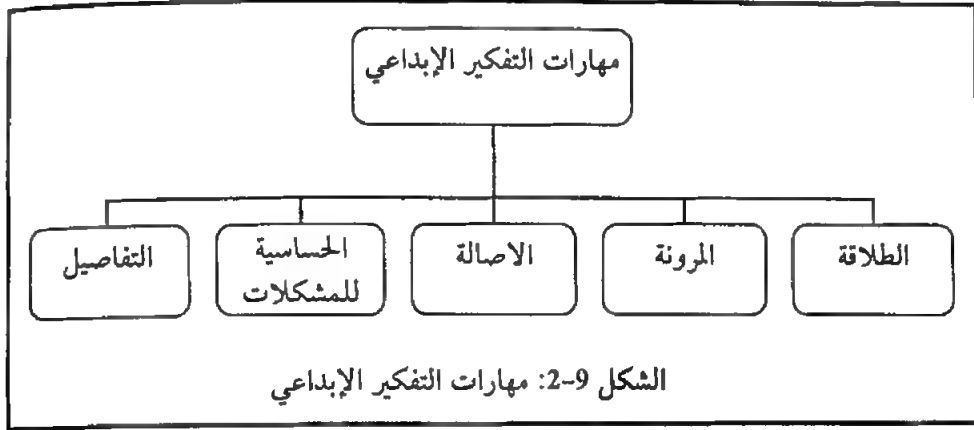 مهارات التفكير الإبداعي
الطلاقة
المرونة
الاصالة
الحساسية
للمشكلات
التفاصيل
الشكل 9-2: مهارات التفكير الإبداعي